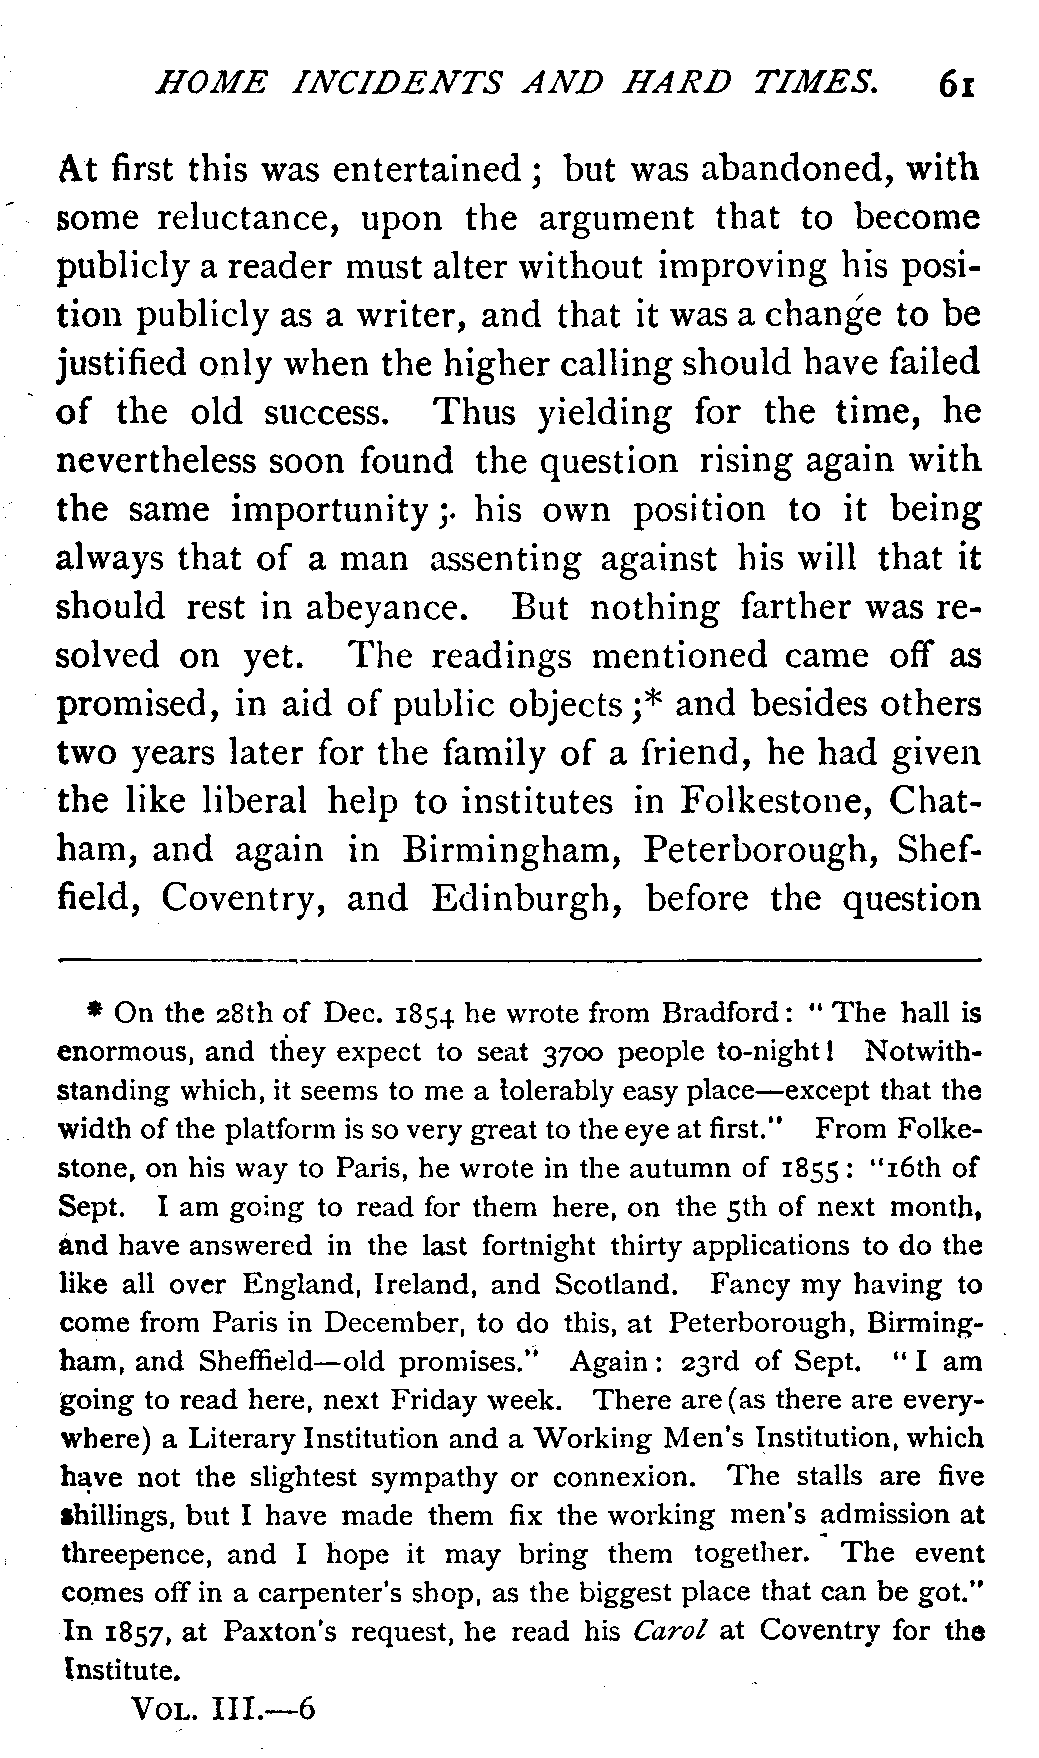 HOME INCIDENTS AND HARD TIMES. 61
At first this was entertained ; but was abandoned, with
some reluctance, upon the argument that to become
publicly a reader must alter without improving his posi-
tion publicly as a writer, and that it was a change to be
justified only when the higher calling should have failed
of the old success. Thus yielding for the time, he
nevertheless soon found the question rising again with
the same importunity ; his own position to it being
always that of a man assenting against his will that it
should rest in abeyance. But nothing farther was re-
solved on yet. The readings mentioned came off as
promised, in aid of public objects ;* and besides others
two years later for the family of a friend, he had given
the like liberal help to institutes in Folkestone, Chat-
ham, and again in Birmingham, Peterborough, Shef-
field, Coventry, and Edinburgh, before the question
* On the 28th of Dec. 1854 he wrote from Bradford : " The hall is
enormous, and they expect to seat 3700 people to-night ! Notwith-
standing which, it seems to me a tolerably easy place—except that the
width of the platform is so very great to the eye at first." From Folke-
stone, on his way to Paris, he wrote in the autumn of 1855 : "16th of
Sept. I am going to read for them here, on the 5th of next month,
and have answered in the last fortnight thirty applications to do the
like all over England, Ireland, and Scotland. Fancy my having to
come from Paris in December, to do this, at Peterborough, Birming-
ham, and Sheffield—old promises." Again : 23rd of Sept. " I am
going to read here, next Friday week. There are (as there are every-
where) a Literary Institution and a Working Men's Institution, which
have not the slightest sympathy or connexion. The stalls are five
shillings, but I have made them fix the working men's admission at
threepence, and I hope it may bring them together. The event
comes off in a carpenter's shop, as the biggest place that can be got."
In 1857, at Paxton's request, he read his Carol at Coventry for the
Institute.
VOL. III.—6